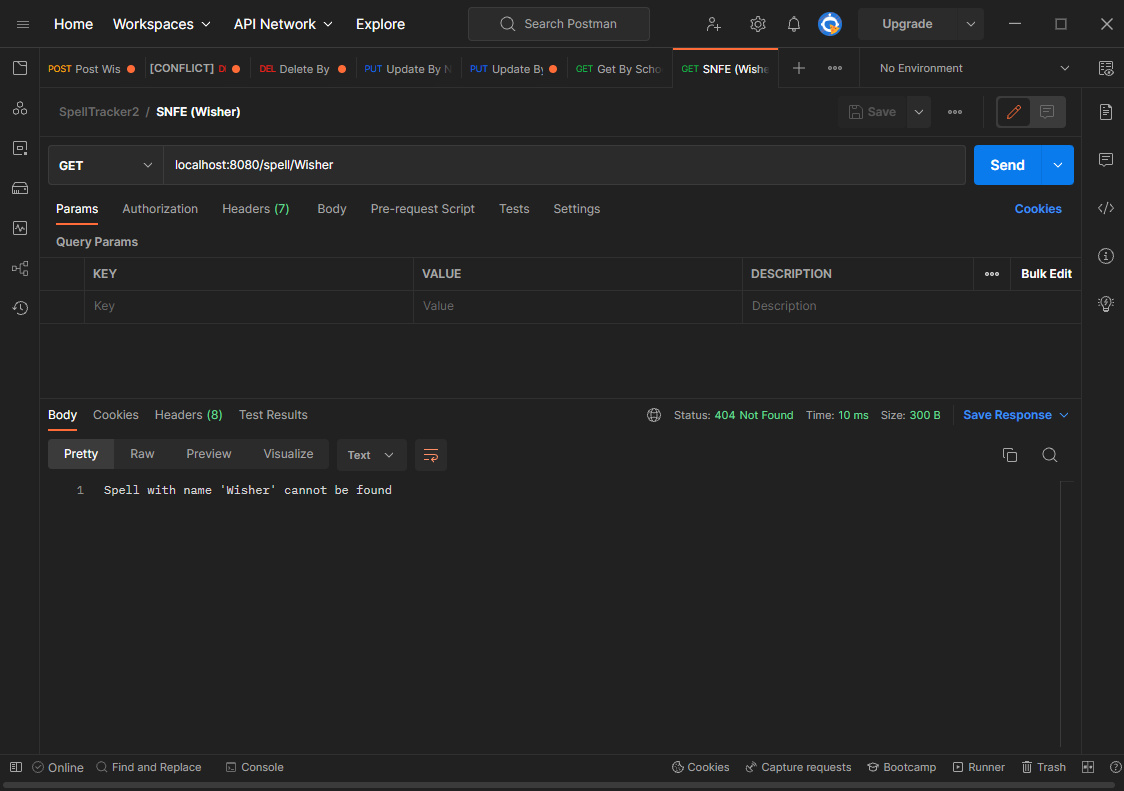 Home Workspaces API Network Explore Search Postman Upgrade
POST Post Wis [CONFLICT] DEL Delete By PUT Update By N PUT Update By GET Get By Scho GET SNFE (Wishe No Environment
SpellTracker2 / SNFE (Wisher) Save
GET localhost:8080/spell/Wisher Send
Params Authorization Headers (7) Body Pre-request Script Tests Settings Cookies
Query Params
KEY VALUE DESCRIPTION Bulk Edit
Key Value Description
Body Cookies Headers (8) Test Results Status: 404 Not Found Time: 10 ms Size: 300 B Save Response
Pretty Raw Preview Visualize Text
1 Spell with name 'Wisher' cannot be found
Online Find and Replace Console Cookies Capture requests Bootcamp Runner Trash